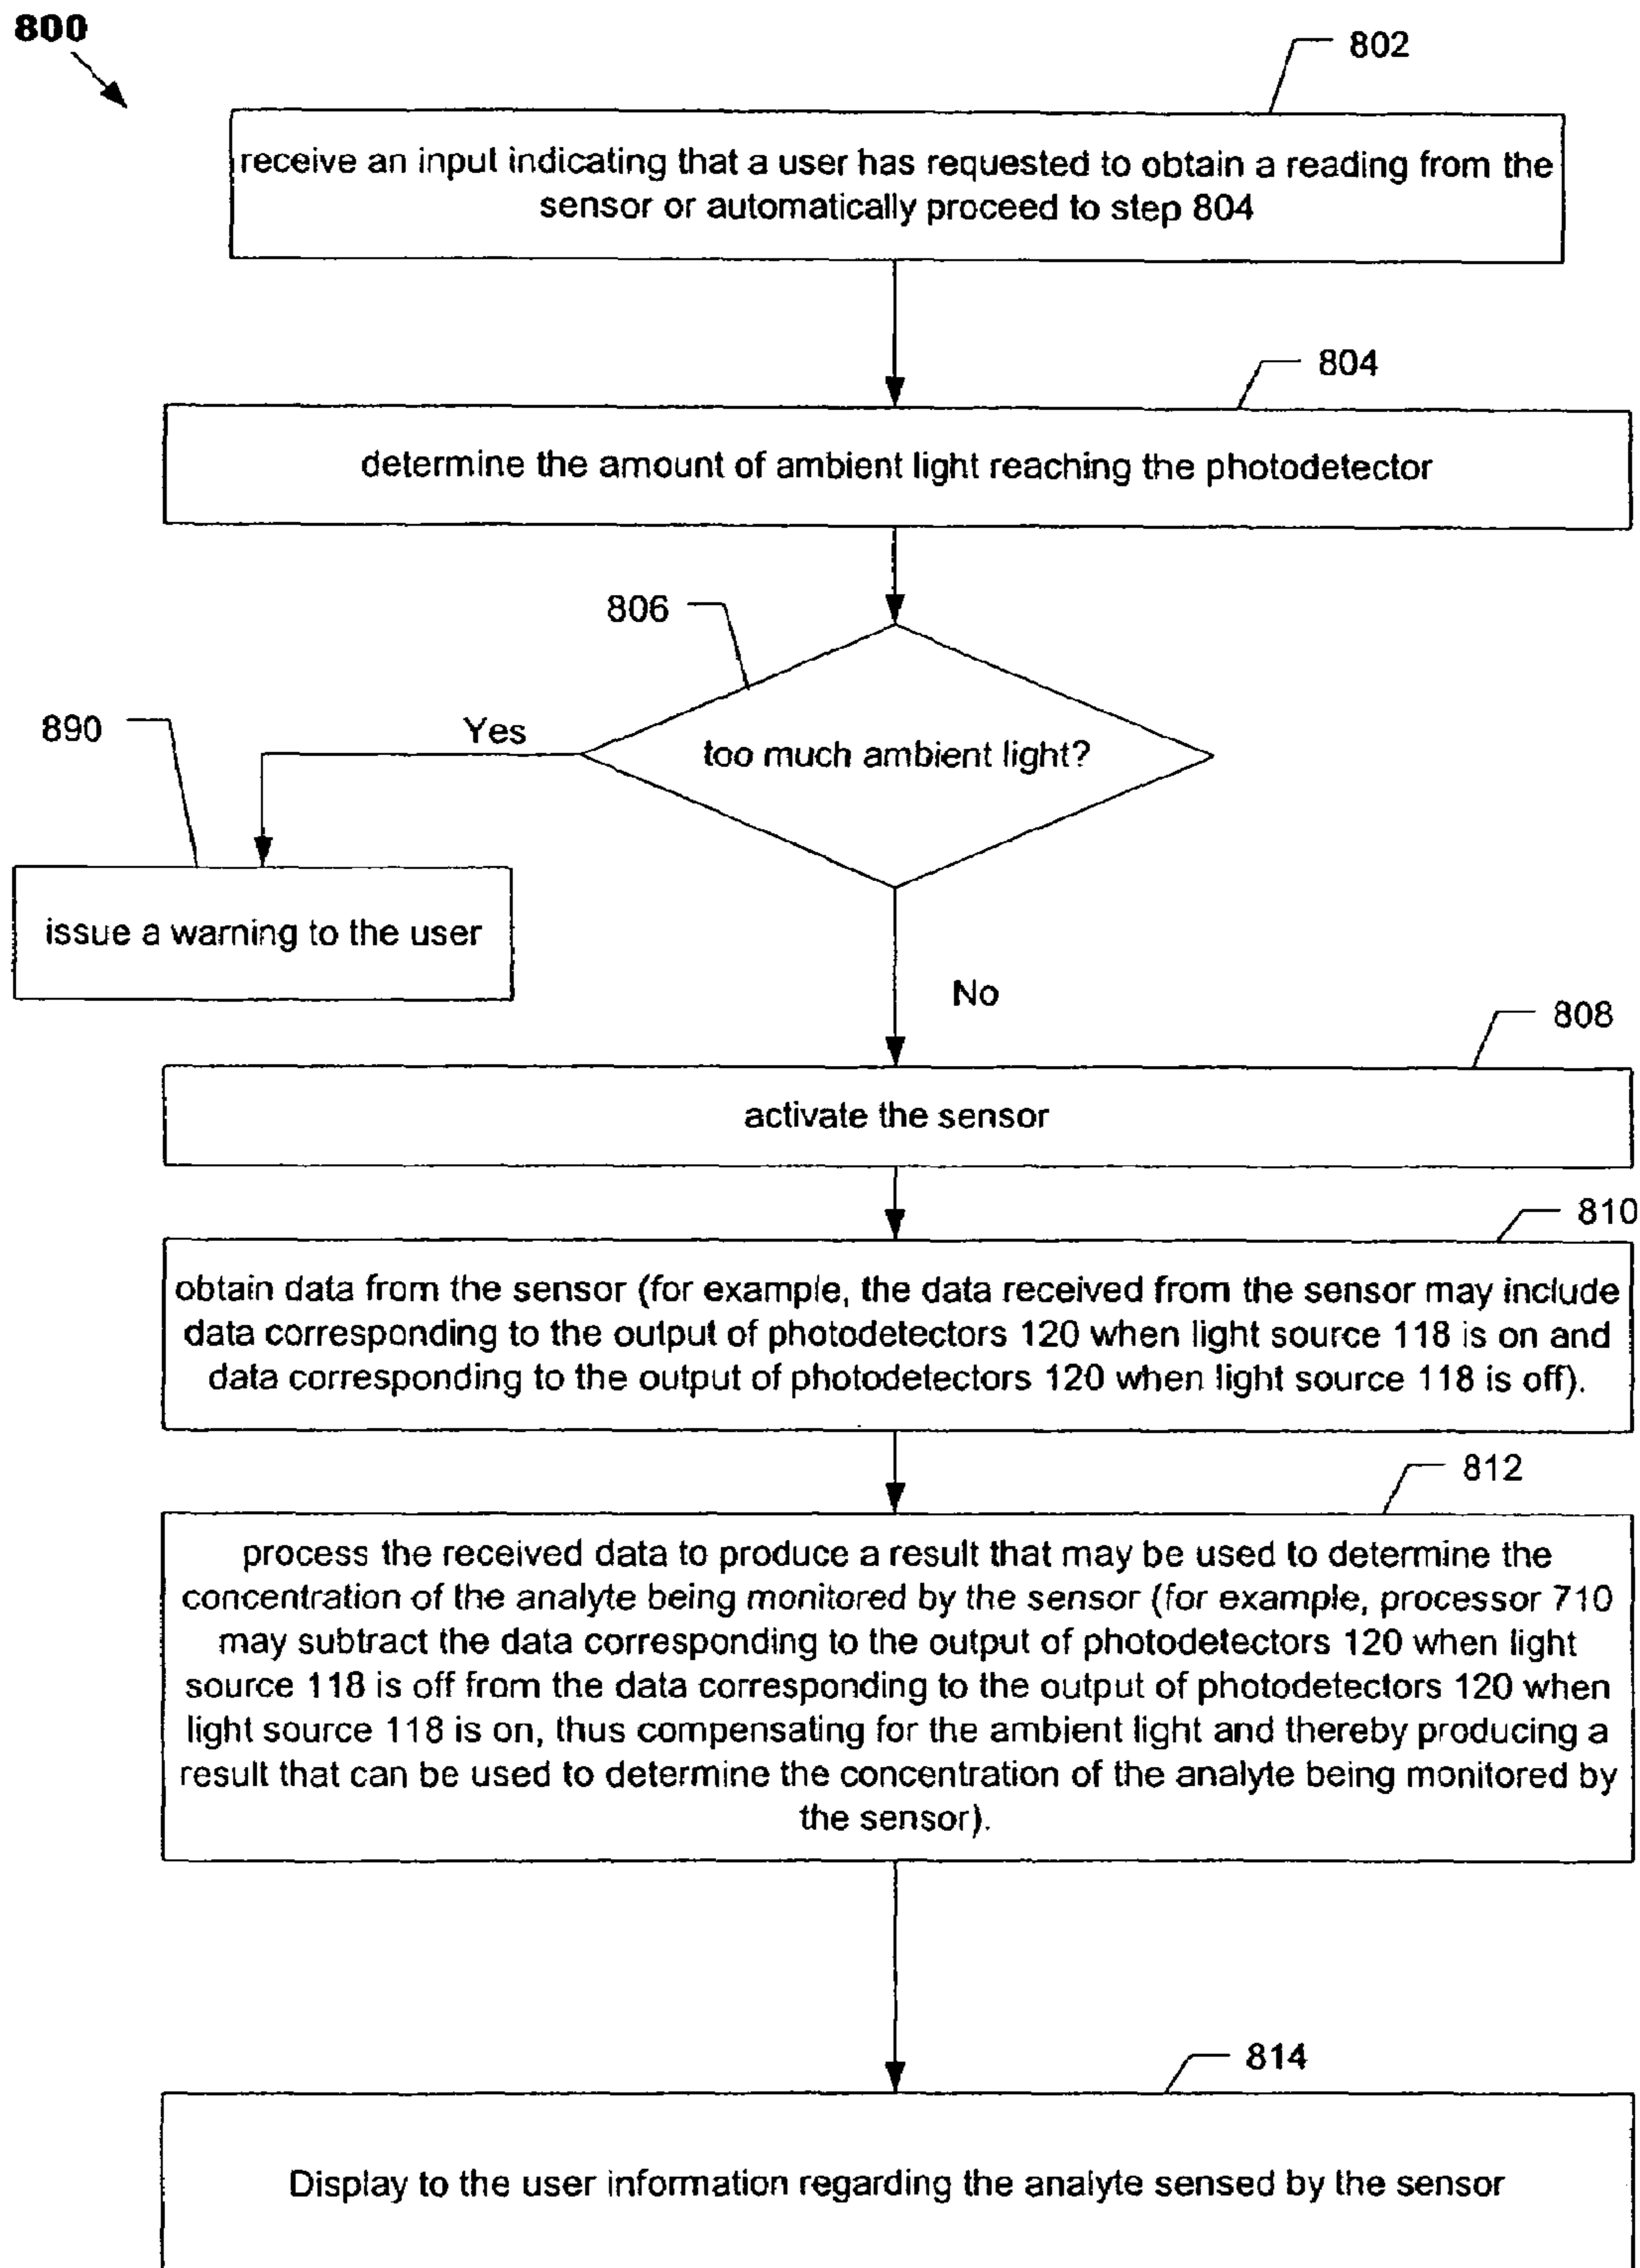 800
802
receive an input indicating that a user has requested to obtain a reading from the
sensor or automatically proceed to step 804
804
determine the amount of ambient light reaching the photodetector
806
890
Yes
too much ambient light?
issue a warning to the user
No
808
activate the sensor
810
obtain data from the sensor (for example, the data received from the sensor may include
data corresponding to the output of photodetectors 120 when light source 118 is on and
data corresponding to the output of photodetectors 120 when light source 118 is off).
812
process the received data to produce a result that may be used to determine the
concentration of the analyte being monitored by the sensor (for example, processor 710
may subtract the data corresponding to the output of photodetectors 120 when light
source 118 is off from the data corresponding to the output of photodetectors 120 when
light source 118 is on, thus compensating for the ambient light and thereby producing a
result that can be used to determine the concentration of the analyte being monitored by
the sensor).
814
Display to the user information regarding the analyte sensed by the sensor